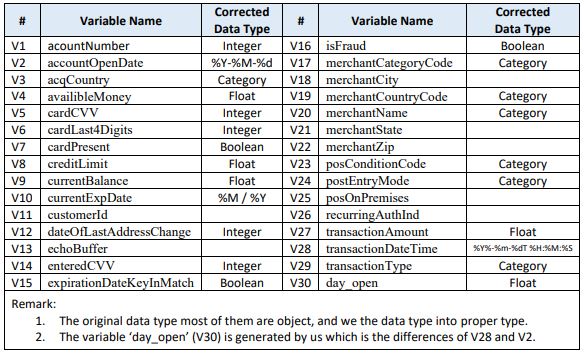 # Variable Name Corrected Data Type # Variable Name Corrected Data Type
V1 acountNumber Integer V16 isFraud Boolean
V2 accountOpenDate %Y-%M-%d V17 merchantCategoryCode Category
V3 acqCountry Category V18 merchantCity
V4 availibleMoney Float V19 merchantCountryCode Category
V5 cardCVV Integer V20 merchantName Category
V6 cardLast4Digits Integer V21 merchantState
V7 cardPresent Boolean V22 merchantZip
V8 creditLimit Float V23 posConditionCode Category
V9 currentBalance Float V24 postEntryMode Category
V10 currentExpDate %M / %Y V25 posOnPremises
V11 customerId V26 recurringAuthInd
V12 dateOfLastAddressChange Integer V27 transactionAmount Float
V13 echoBuffer V28 transactionDateTime %Y%-%m-%dT %H:%M:%S
V14 enteredCVV Integer V29 transactionType Category
V15 expirationDateKeyInMatch Boolean V30 day_open Float
Remark:
1. The original data type most of them are object, and we the data type into proper type.
2. The variable ‘day_open’ (V30) is generated by us which is the differences of V28 and V2.